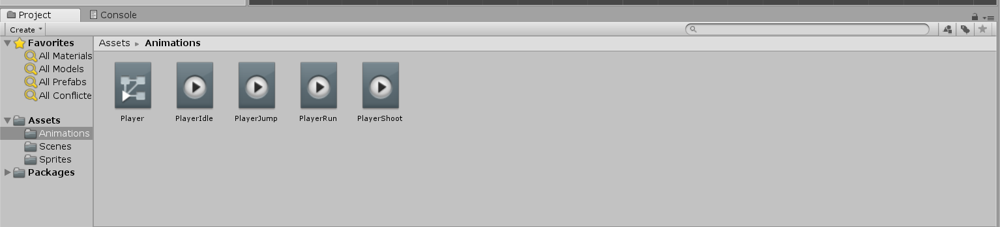 Project
Console
Create
Favorites
All Materials
All Models
All Prefabs
All Conflicte
Assets
Animations
Scenes
Sprites
Packages
Assets ▸ Animations
Player
PlayerIdle
PlayerJump
PlayerRun
PlayerShoot